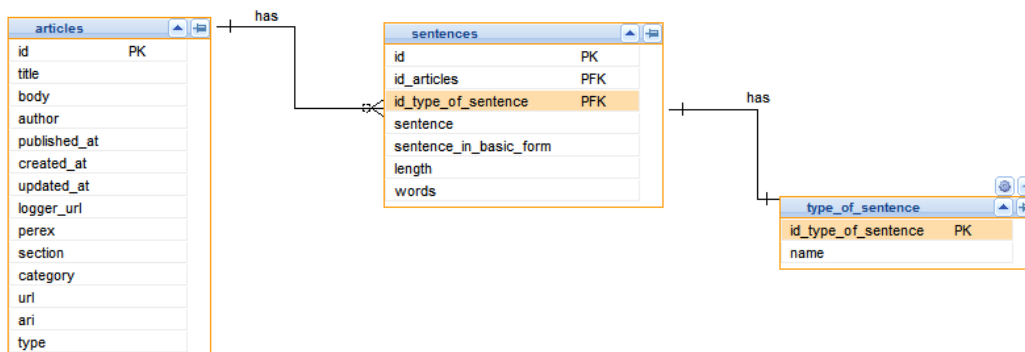 articles
id PK
title
body
author
published_at
created_at
updated_at
logger_url
perex
section
category
url
ari
type
has
sentences
id PK
id_articles PFK
id_type_of_sentence PFK
sentence
sentence_in_basic_form
length
words
has
type_of_sentence
id_type_of_sentence PK
name